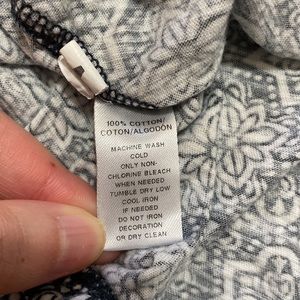 100% COTTON/
COTON/ALGODÓN
MACHINE WASH
COLD
ONLY NON-
CHLORINE BLEACH
WHEN NEEDED
TUMBLE DRY LOW
COOL IRON
IF NEEDED
DO NOT IRON
DECORATION
OR DRY CLEAN